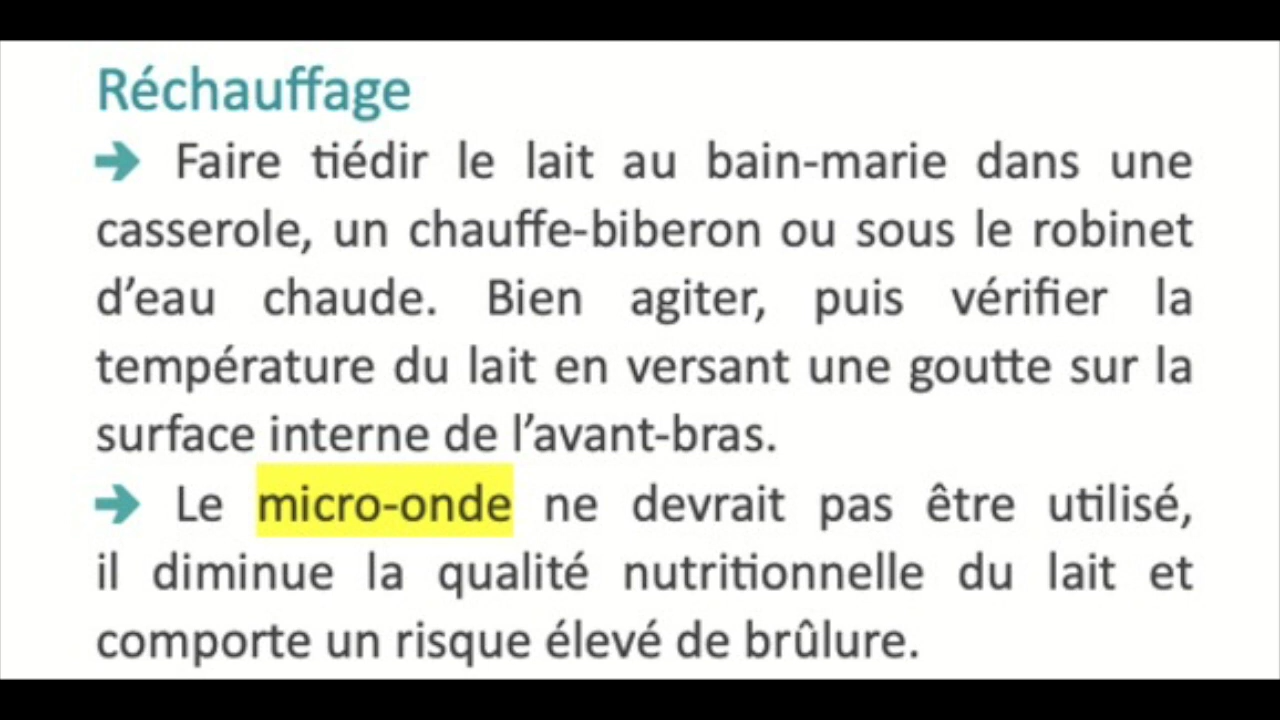 Réchauffage
➔ Faire tiédir le lait au bain-marie dans une
casserole, un chauffe-biberon ou sous le robinet
d’eau chaude. Bien agiter, puis vérifier la
température du lait en versant une goutte sur la
surface interne de l’avant-bras.
➔ Le micro-onde ne devrait pas être utilisé,
il diminue la qualité nutritionnelle du lait et
comporte un risque élevé de brûlure.